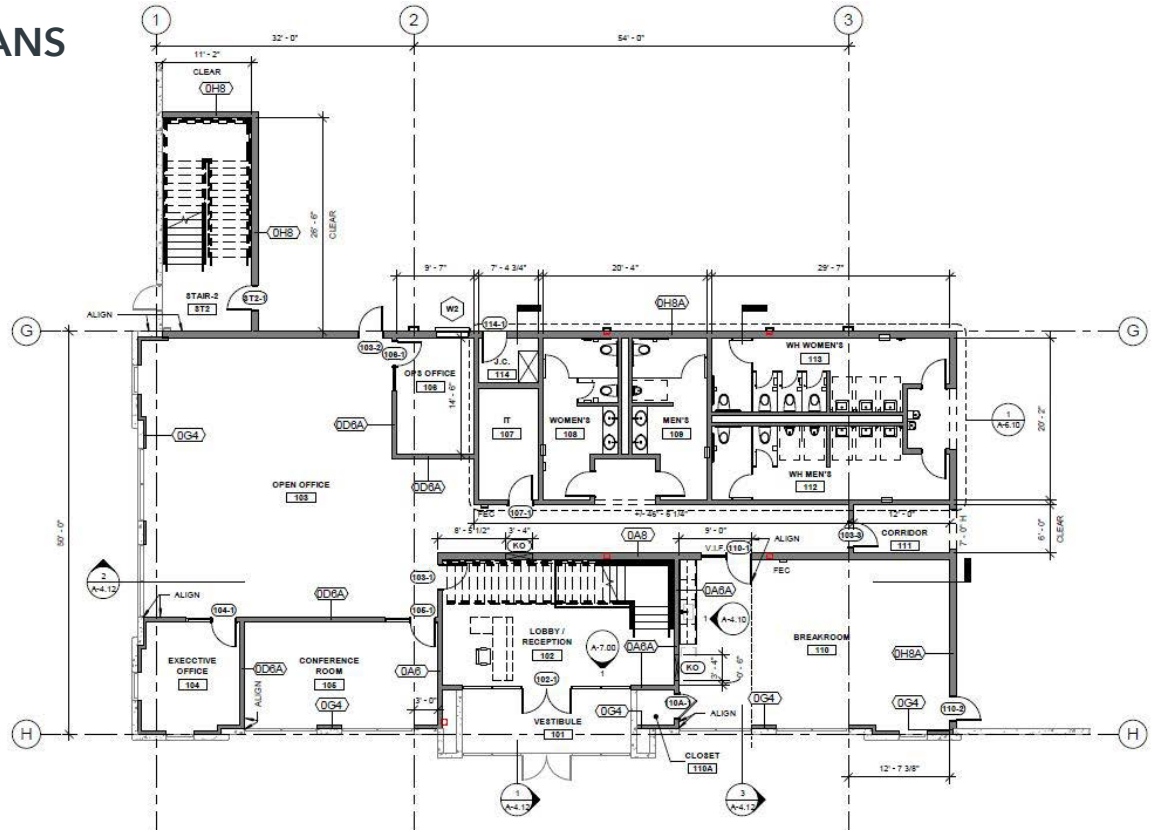 ANS
1
2
3
32' - 0"
54' - 0"
11' - 2"
CLEAR
0H8
26' - 6"
CLEAR
0H8
9' - 7"
7' - 4 3/4"
20' - 4"
29' - 7"
STAIR-2
ST2
ST2-1
ALIGN
W2
0H8A
G
G
103-2
106-1
114-1
OPS OFFICE
106
14' - 6"
J.C.
114
WH WOMEN'S
113
0G4
0D6A
IT
107
WOMEN'S
108
MEN'S
109
1
A-6.10
20' - 2"
0D6A
WH MEN'S
112
OPEN OFFICE
103
50' - 0"
FEC
107-1
12' - 0"
8' - 5 1/2"
3' - 4"
9' - 0"
103-3
CORRIDOR
111
7' - 0" H
6' - 0"
CLEAR
KO
0A8
V.I.F.
110-1
ALIGN
FEC
2
A-4.12
ALIGN
103-1
0D6A
0A6A
104-1
105-1
LOBBY /
RECEPTION
102
A-7.00
1
1
A-4.10
BREAKROOM
110
EXECCTIVE
OFFICE
104
0D6A
CONFERENCE
ROOM
105
0A6
0A6A
KO
3' - 4"
0H8A
102-1
ALIGN
0G4
3' - 0"
0G4
10A-1
ALIGN
0G4
0G4
110-2
H
VESTIBULE
101
H
CLOSET
110A
12' - 7 3/8"
1
A-4.12
3
A-4.12